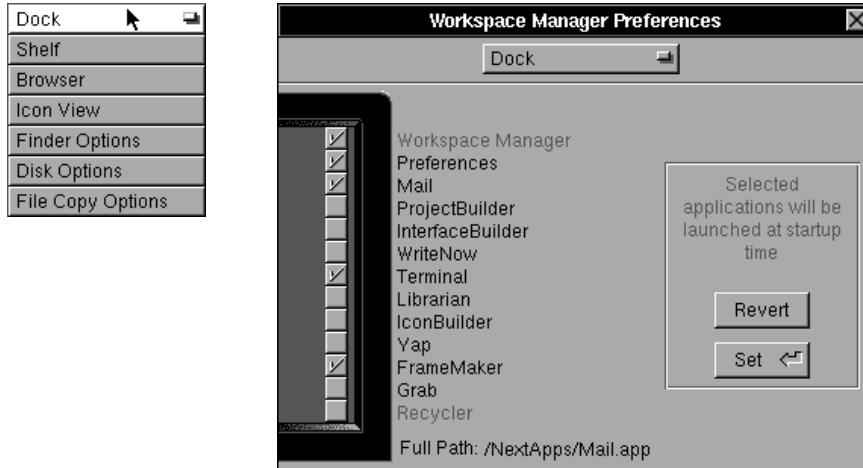 Dock
Shelf
Browser
Icon View
Finder Options
Disk Options
File Copy Options
Workspace Manager Preferences
Dock
Workspace Manager
Preferences
Mail
ProjectBuilder
InterfaceBuilder
WriteNow
Terminal
Librarian
IconBuilder
Yap
FrameMaker
Grab
Recycler
Full Path: /NextApps/Mail.app
Selected
applications will be
launched at startup
time
Revert
Set